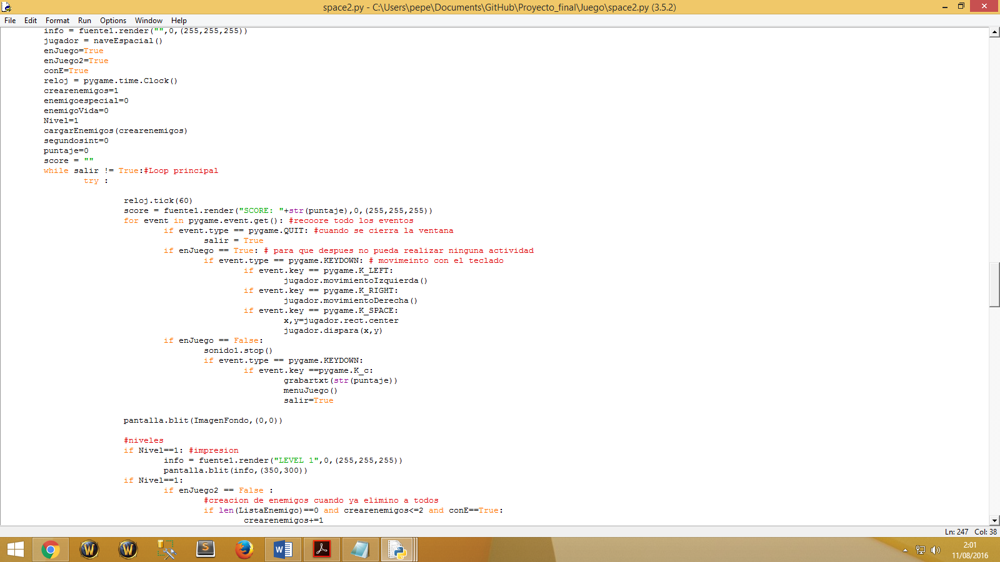 space2.py - C:\Users\pepe\Documents\GitHub\Proyecto_final\Juego\space2.py (3.5.2)
File Edit Format Run Options Window Help
info = fuente1.render("",0,(255,255,255))
jugador = naveEspacial()
enJuego=True
enJuego2=True
conE=True
reloj = pygame.time.Clock()
crearenemigos=1
enemigoespecial=0
enemigoVida=0
Nivel=1
cargarEnemigos(crearenemigos)
segundosint=0
puntaje=0
score = ""
while salir != True:#Loop principal
try :
reloj.tick(60)
score = fuente1.render("SCORE: "+str(puntaje),0,(255,255,255))
for event in pygame.event.get(): #recoore todo los eventos
if event.type == pygame.QUIT: #cuando se cierra la ventana
salir = True
if enJuego == True: # para que despues no pueda realizar ninguna actividad
if event.type == pygame.KEYDOWN: # movimeinto con el teclado
if event.key == pygame.K_LEFT:
jugador.movimientoIzquierda()
if event.key == pygame.K_RIGHT:
jugador.movimientoDerecha()
if event.key == pygame.K_SPACE:
x,y=jugador.rect.center
jugador.dispara(x,y)
if enJuego == False:
sonido1.stop()
if event.type == pygame.KEYDOWN:
if event.key ==pygame.K_c:
grabartxt(str(puntaje))
menuJuego()
salir=True
pantalla.blit(ImagenFondo,(0,0))
#niveles
if Nivel==1: #impresion
info = fuente1.render("LEVEL 1",0,(255,255,255))
pantalla.blit(info,(350,300))
if Nivel==1:
if enJuego2 == False :
#creacion de enemigos cuando ya elimino a todos
if len(ListaEnemigo)==0 and crearenemigos<=2 and conE==True:
crearenemigos+=1
Ln: 247 Col: 38
2:01
11/08/2016